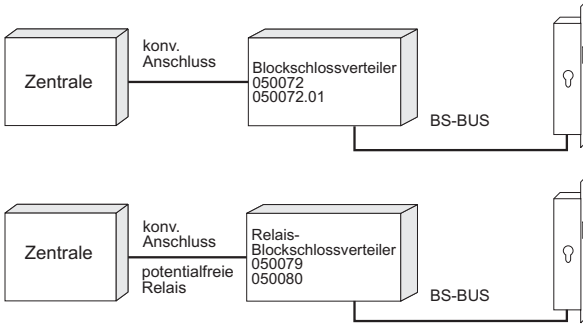 Zentrale
konv.
Anschluss
Blockschlossverteiler
050072
050072.01
BS-BUS
Zentrale
konv.
Anschluss
potentialfreie
Relais
Relais-
Blockschlossverteiler
050079
050080
BS-BUS